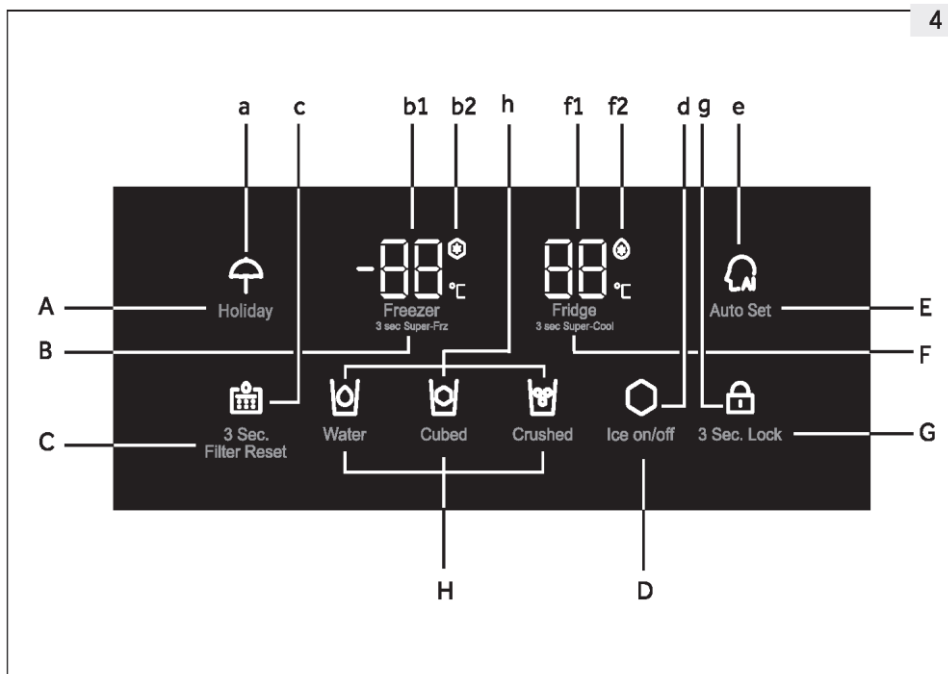 4
a c b1 b2 h f1 f2 d g e
-88 °C 88 °C
A Holiday Freezer Fridge Auto Set E
3 sec Super-Frz 3 sec Super-Cool
B F
C 3 Sec. Water Cubed Crushed Ice on/off 3 Sec. Lock G
Filter Reset
H D